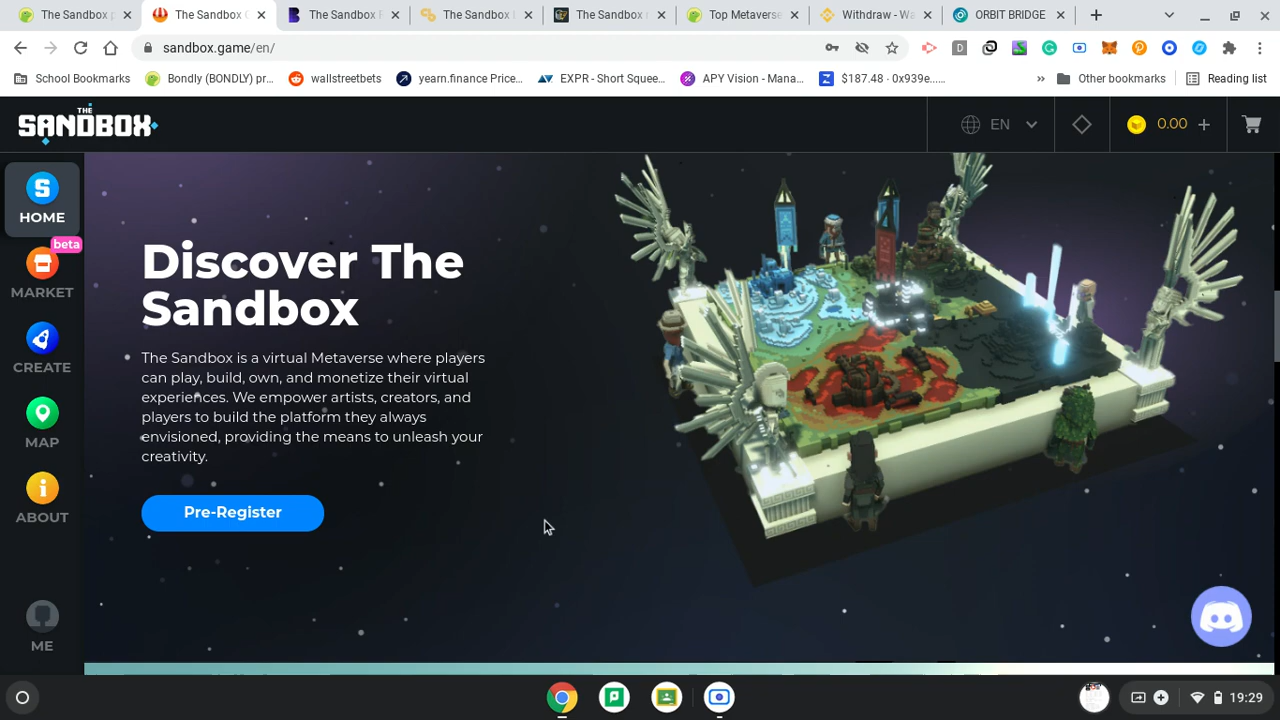 The Sandbox p
The Sandbox G
The Sandbox F
The Sandbox i
The Sandbox r
Top Metaverse
Withdraw - Wa
ORBIT BRIDGE
sandbox.game/en/
School Bookmarks
Bondly (BONDLY) pr...
wallstreetbets
yearn.finance Price...
EXPR - Short Squee...
APY Vision - Mana...
$187.48 · 0x939e......
»
Other bookmarks
Reading list
THE
SANDBOX
EN
0.00
HOME
beta
MARKET
CREATE
MAP
ABOUT
ME
Discover The
Sandbox
The Sandbox is a virtual Metaverse where players
can play, build, own, and monetize their virtual
experiences. We empower artists, creators, and
players to build the platform they always
envisioned, providing the means to unleash your
creativity.
Pre-Register
19:29